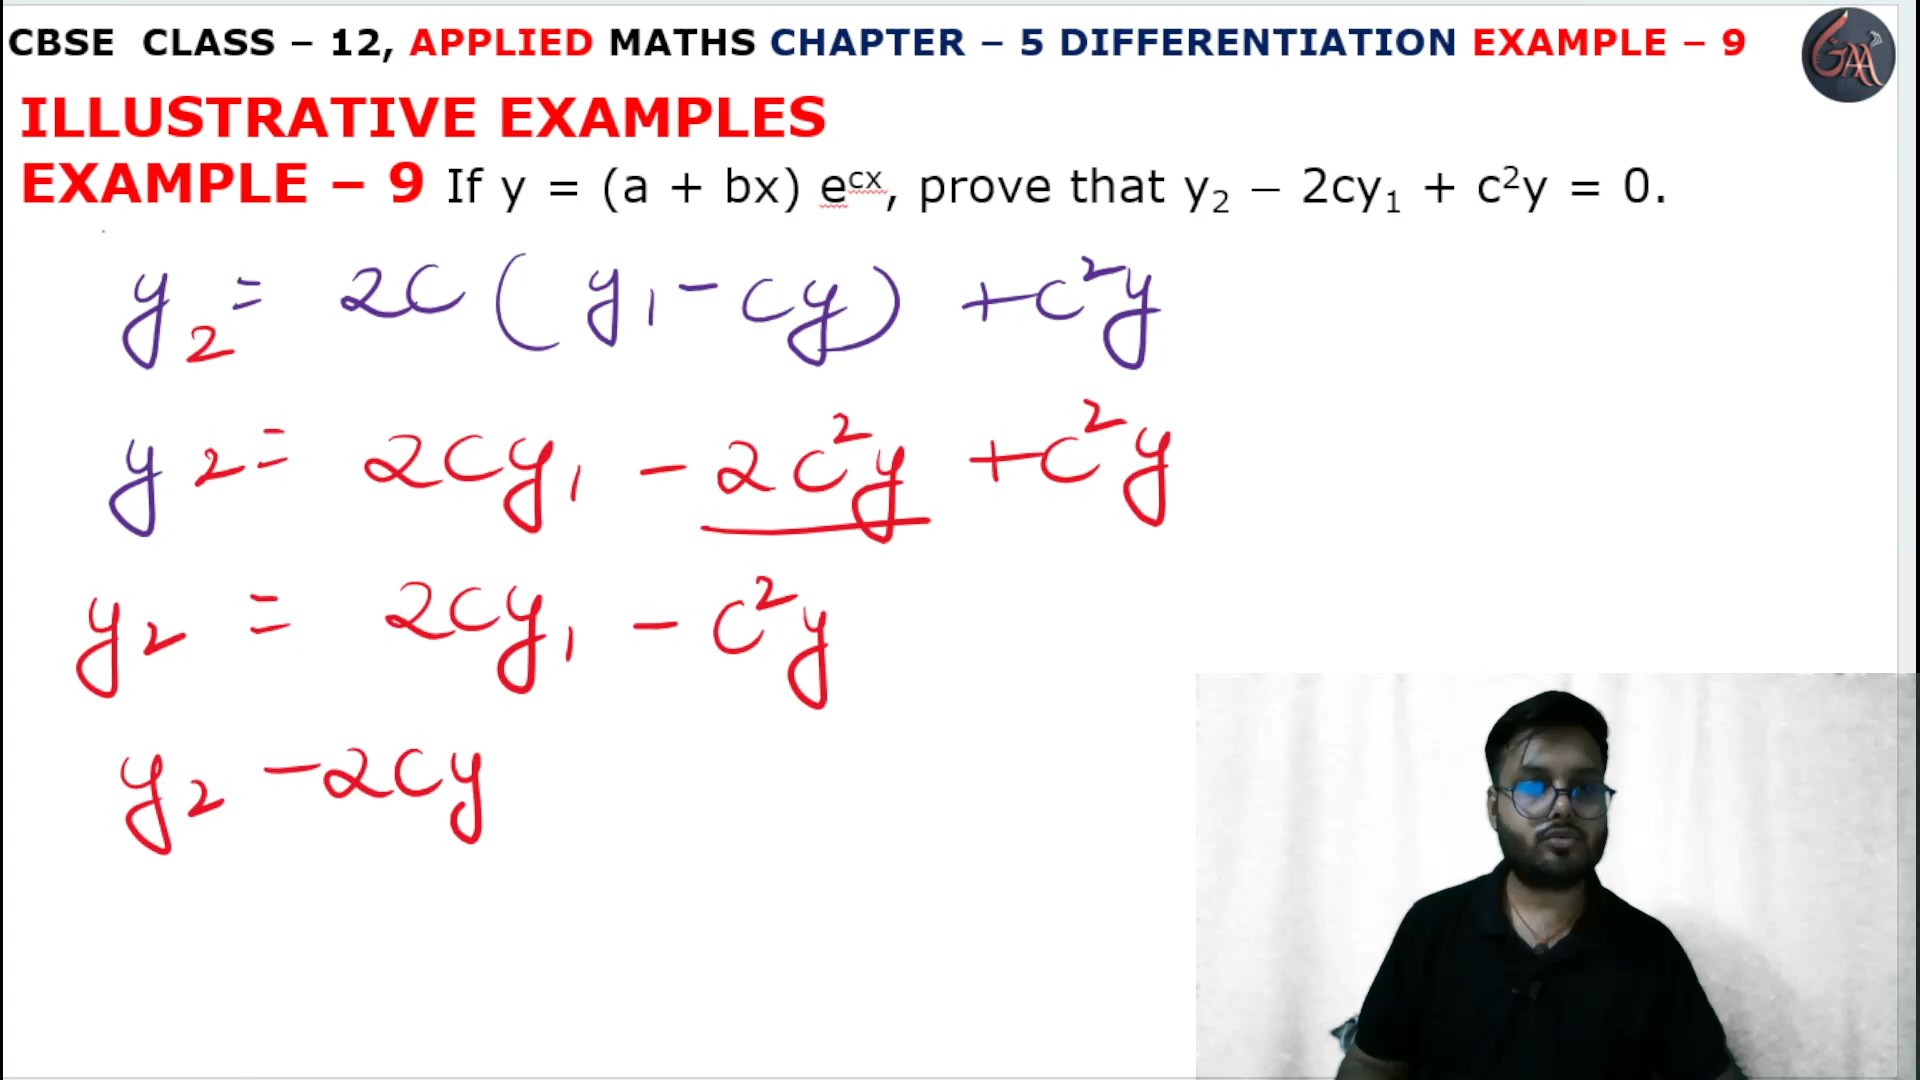 CBSE CLASS – 12, APPLIED MATHS CHAPTER – 5 DIFFERENTIATION EXAMPLE – 9
ILLUSTRATIVE EXAMPLES
EXAMPLE – 9 If y = (a + bx) eᶜˣ, prove that y₂ – 2cy₁ + c²y = 0.
y₂ = 2c(y₁ - cy) + c²y
y₂ = 2cy₁ - 2c²y + c²y
y₂ = 2cy₁ - c²y
y₂ - 2cy